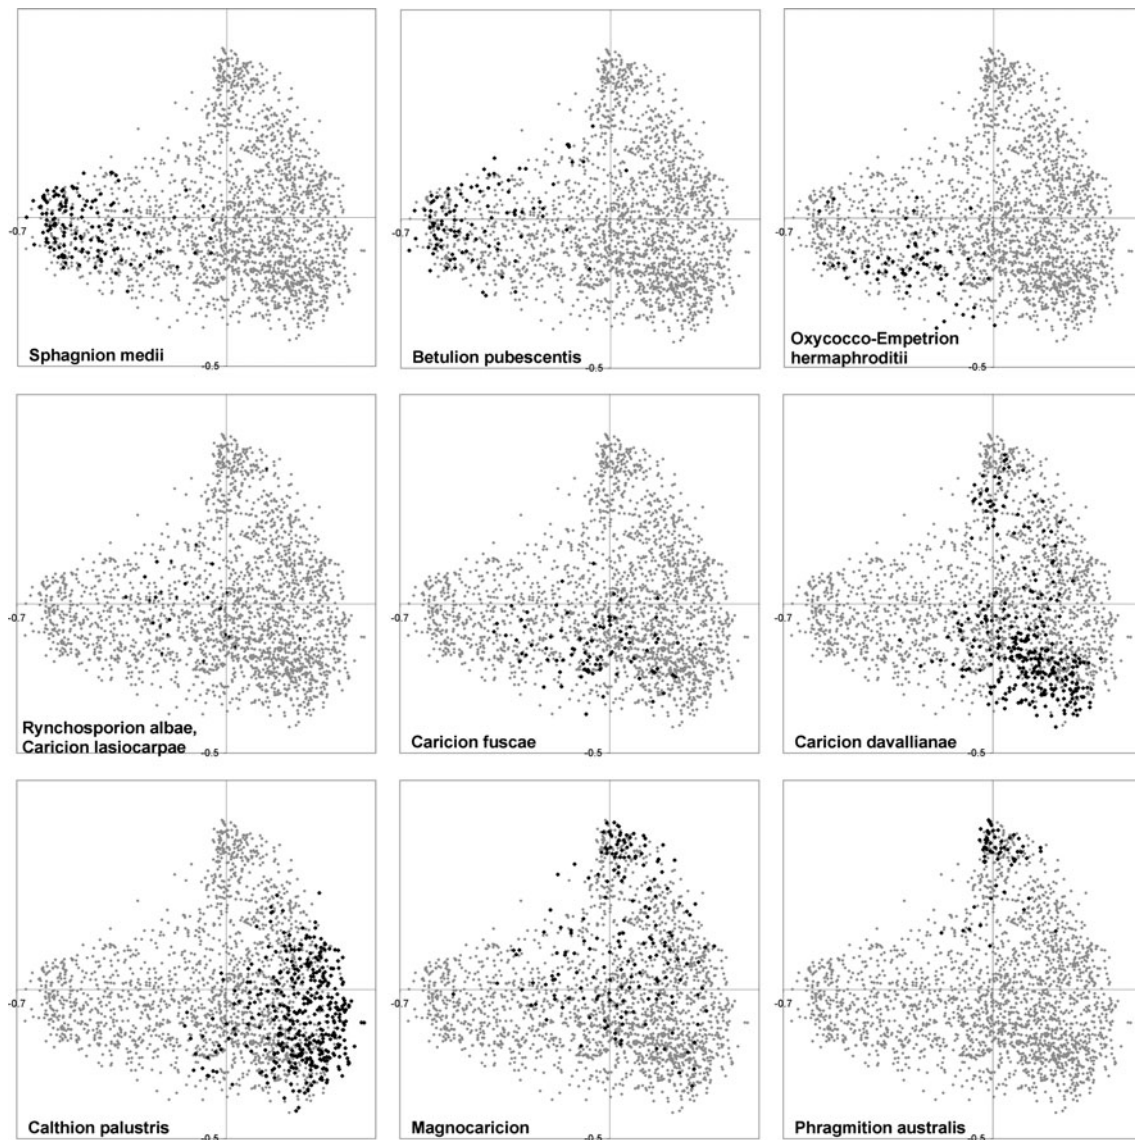 -0.7
-0.5
Sphagnion medii
-0.7
-0.5
Betulion pubescentis
-0.7
-0.5
Oxycocco-Empetrion
hermaphroditii
-0.7
-0.5
Rynchosporion albae,
Caricion lasiocarpae
-0.7
-0.5
Caricion fuscae
-0.7
-0.5
Caricion davallianae
-0.7
-0.5
Calthion palustris
-0.7
-0.5
Magnocaricion
-0.7
-0.5
Phragmition australis